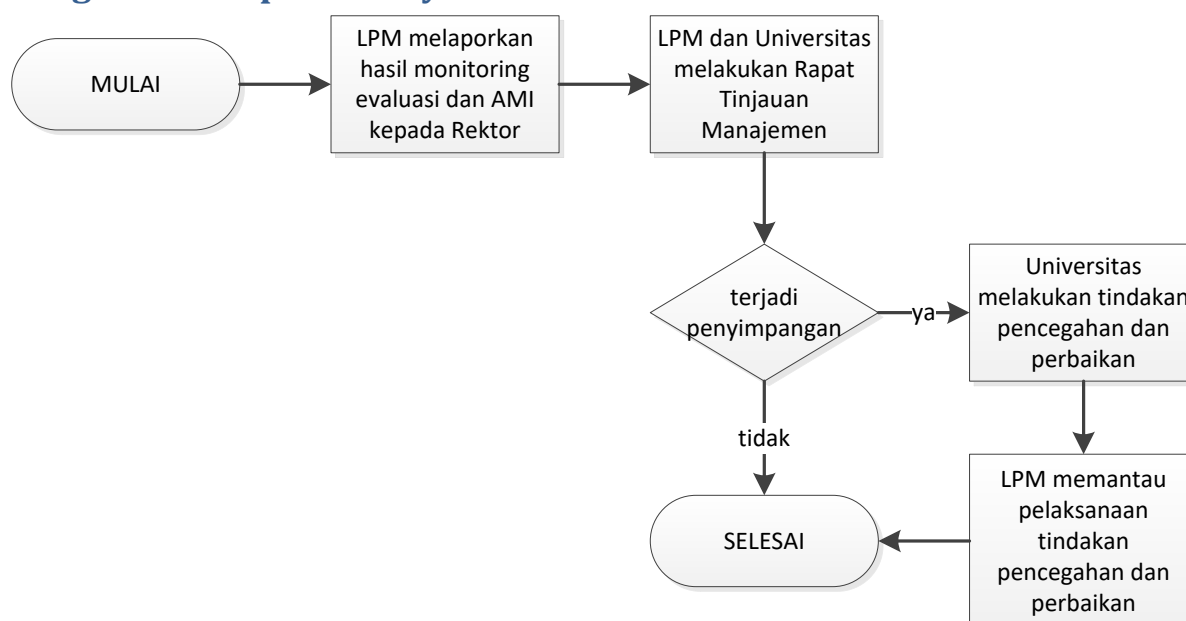 MULAI
LPM melaporkan
hasil monitoring
evaluasi dan AMI
kepada Rektor
LPM dan Universitas
melakukan Rapat
Tinjauan
Manajemen
terjadi
penyimpangan
ya
Universitas
melakukan tindakan
pencegahan dan
perbaikan
tidak
LPM memantau
pelaksanaan
tindakan
pencegahan dan
perbaikan
SELESAI